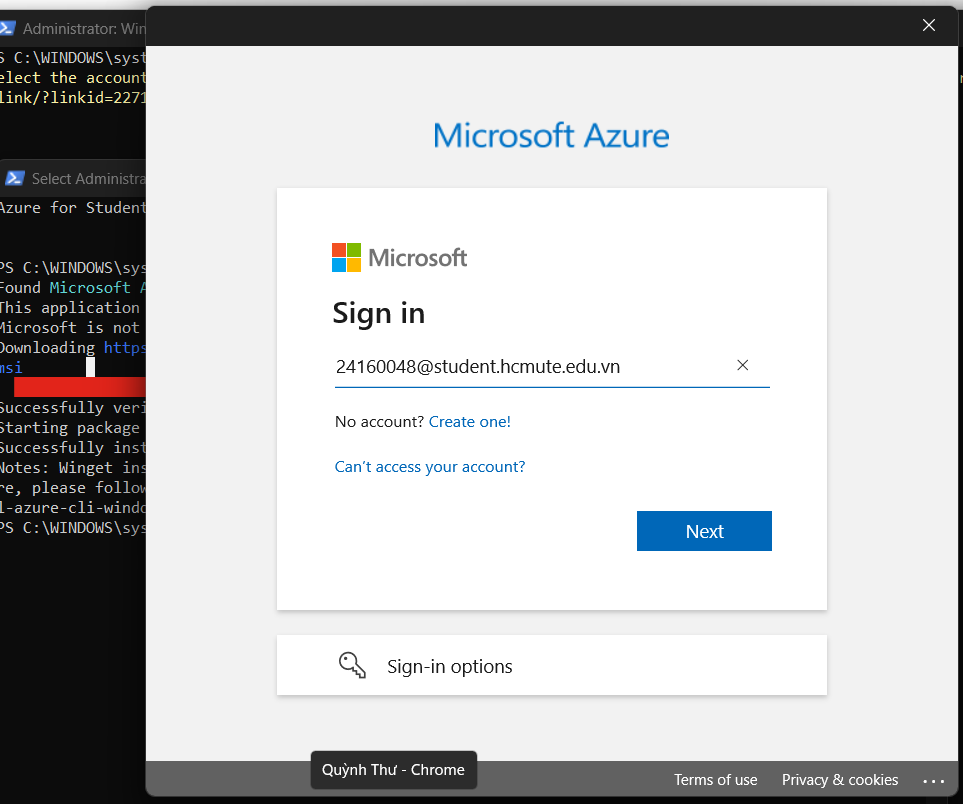 Administrator: Win
S C:\WINDOWS\syst
elect the account
link/?linkid=2271
Select Administra
Azure for Student
PS C:\WINDOWS\sys
Found Microsoft A
This application
Microsoft is not
Downloading https
msi
Successfully veri
Starting package
Successfully inst
Notes: Winget ins
re, please follow
l-azure-cli-windo
PS C:\WINDOWS\sys
Microsoft Azure
Microsoft
Sign in
24160048@student.hcmute.edu.vn
No account? Create one!
Can't access your account?
Next
Sign-in options
Quỳnh Thư - Chrome
Terms of use Privacy & cookies ...